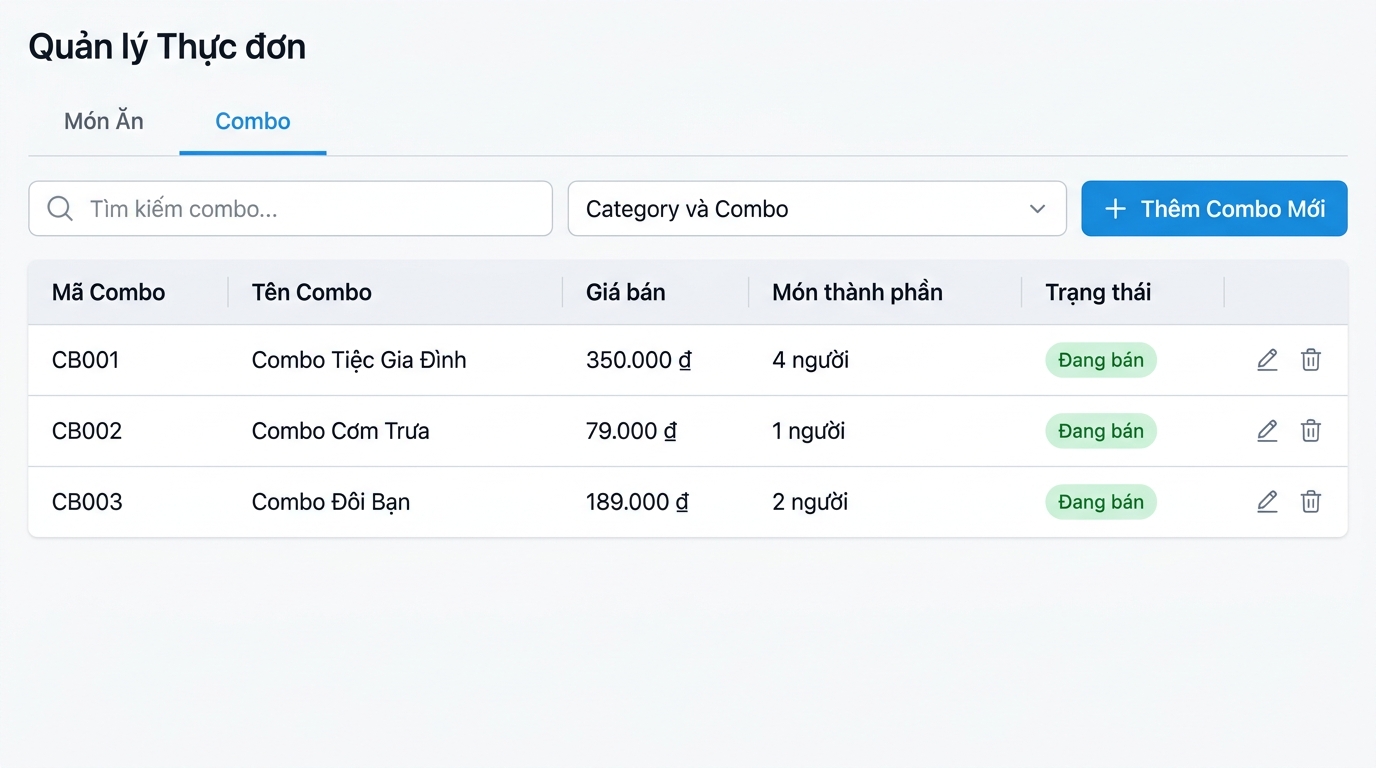 Quản lý Thực đơn
Món Ăn Combo
Tìm kiếm combo... Category và Combo + Thêm Combo Mới
Mã Combo Tên Combo Giá bán Món thành phần Trạng thái
CB001 Combo Tiệc Gia Đình 350.000 ₫ 4 người Đang bán
CB002 Combo Cơm Trưa 79.000 ₫ 1 người Đang bán
CB003 Combo Đôi Bạn 189.000 ₫ 2 người Đang bán